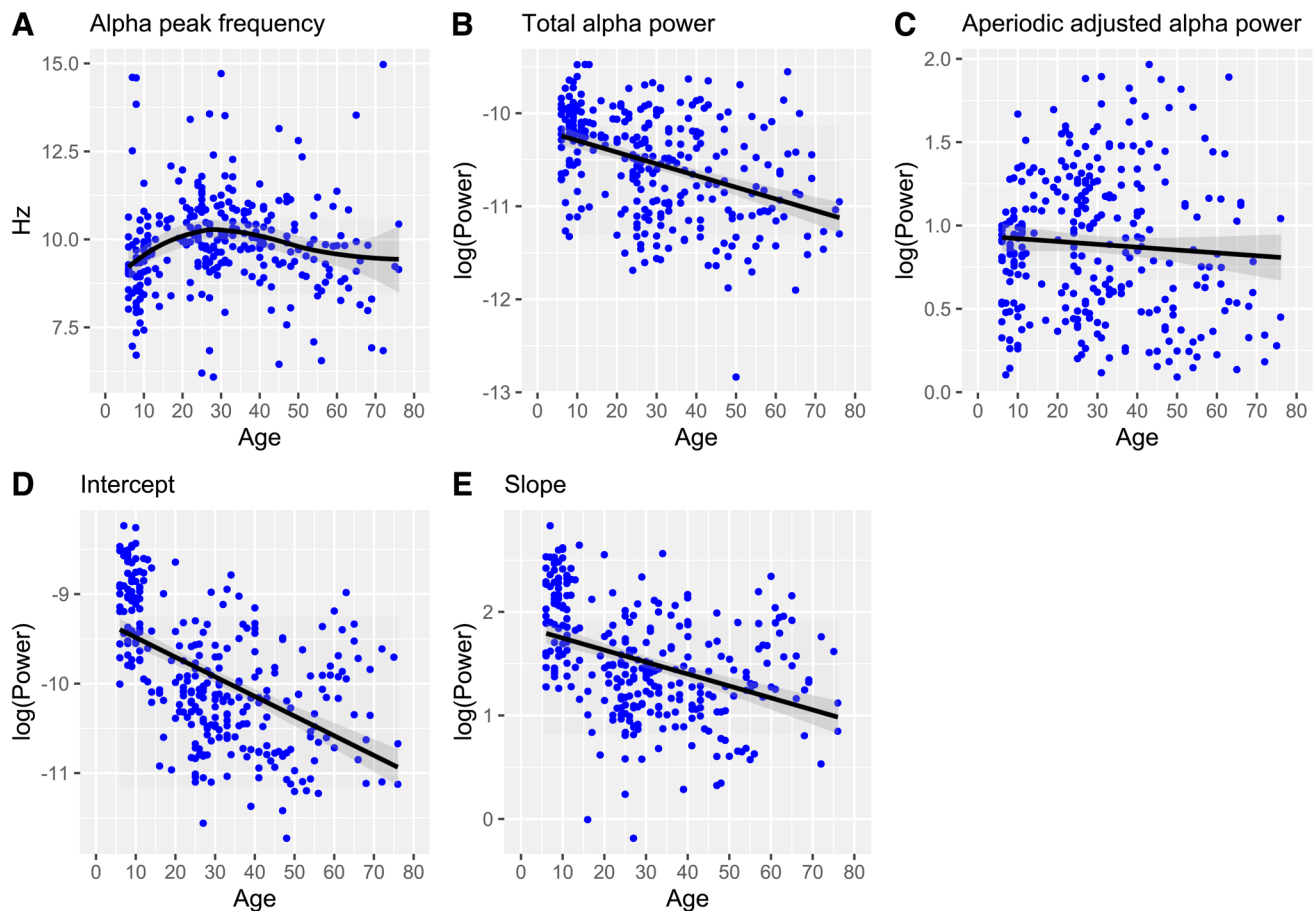 A Alpha peak frequency
B Total alpha power
C Aperiodic adjusted alpha power
Hz
15.0
12.5
10.0
7.5
0 10 20 30 40 50 60 70 80
Age
log(Power)
-10
-11
-12
-13
0 10 20 30 40 50 60 70 80
Age
log(Power)
2.0
1.5
1.0
0.5
0.0
0 10 20 30 40 50 60 70 80
Age
D Intercept
E Slope
log(Power)
-9
-10
-11
0 10 20 30 40 50 60 70 80
Age
log(Power)
2
1
0
0 10 20 30 40 50 60 70 80
Age